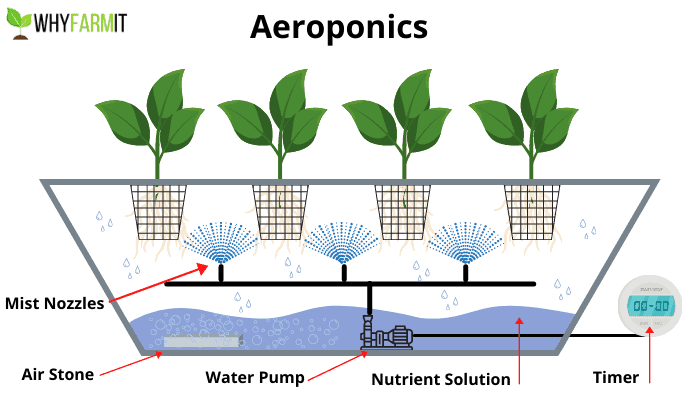 WHYFARMIT
Aeroponics
00-00
Mist Nozzles
Air Stone
Water Pump
Nutrient Solution
Timer